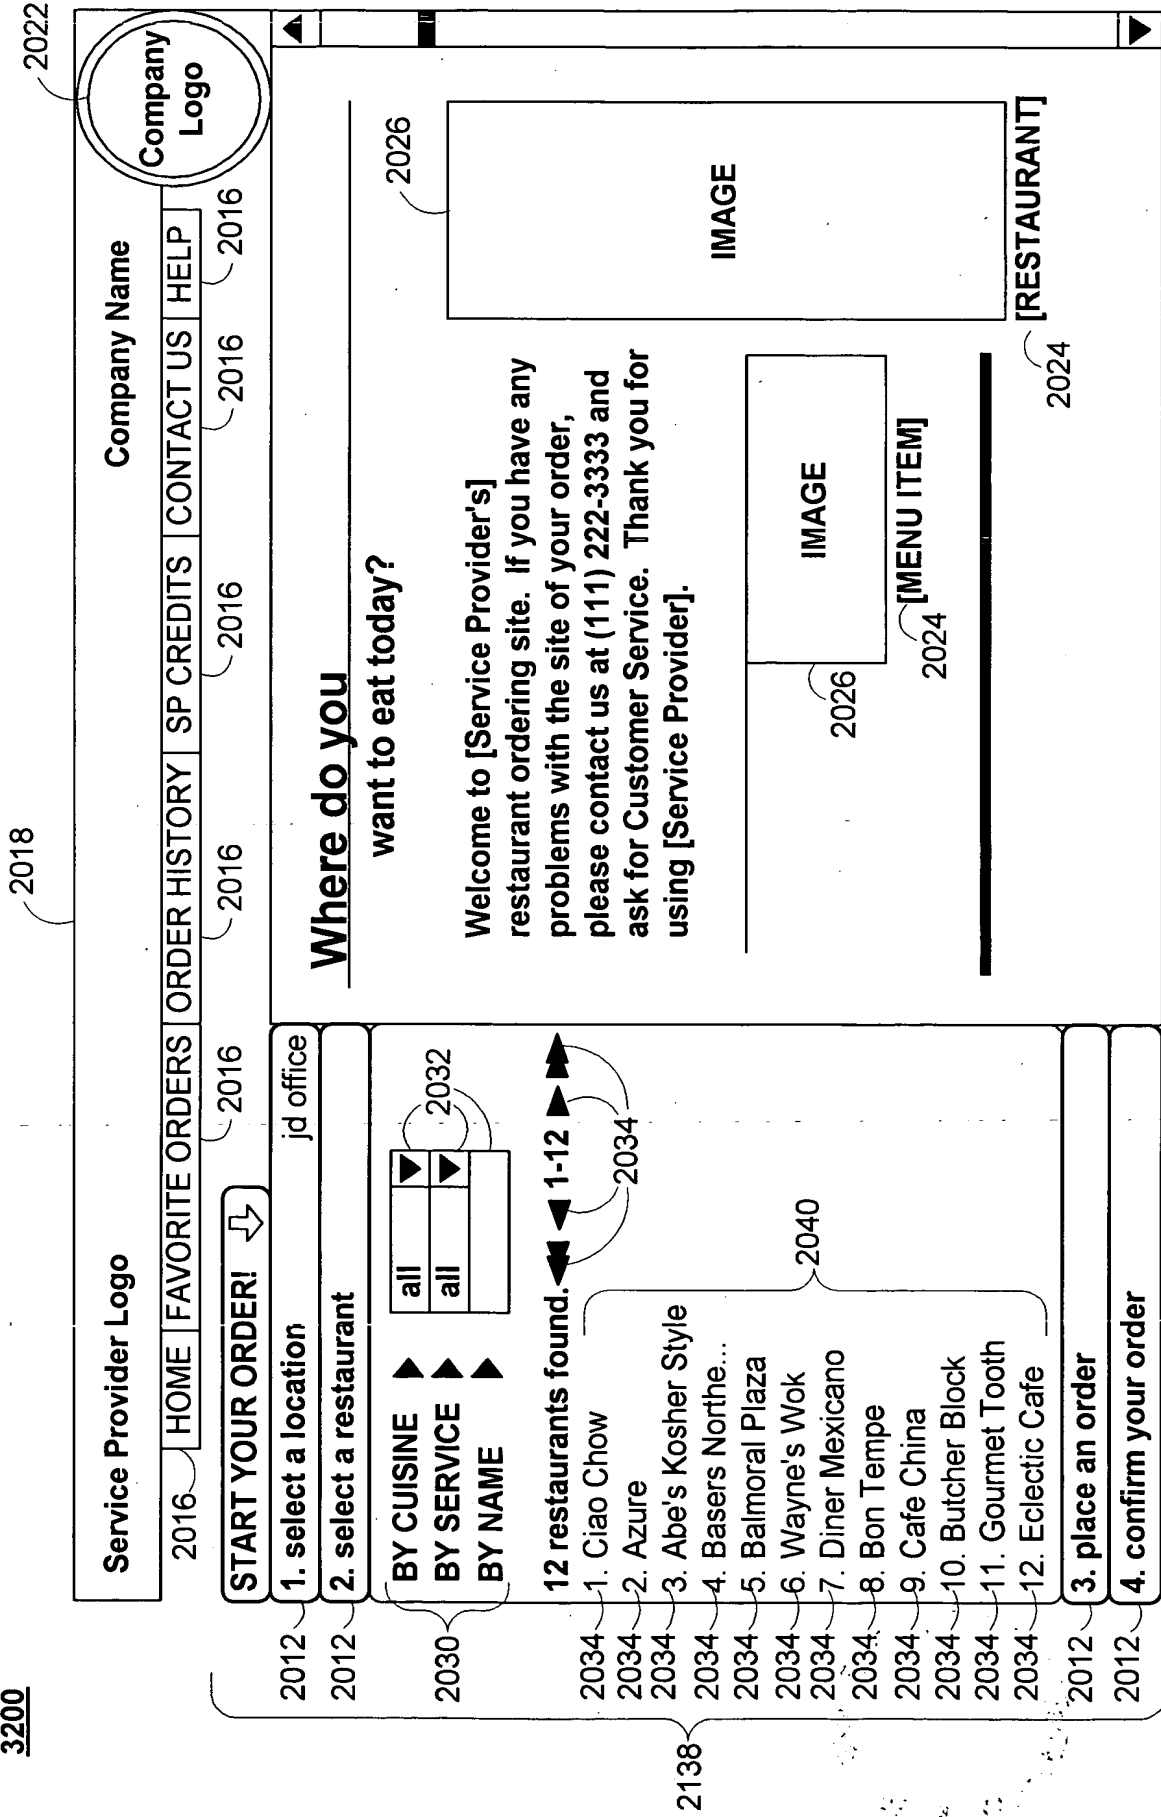 3200
2018
2022
Service Provider Logo
Company Name
Company
Logo
2016
HOME
FAVORITE ORDERS
ORDER HISTORY
SP CREDITS
CONTACT US
HELP
2016
2016
2016
2016
2016
START YOUR ORDER!
2012
1. select a location
jd office
2012
2. select a restaurant
2030
BY CUISINE
all
BY SERVICE
all
BY NAME
2032
12 restaurants found.
1-12
2034
2034 1. Ciao Chow
2034 2. Azure
2034 3. Abe's Kosher Style
2034 4. Basers Northe...
2034 5. Balmoral Plaza
2034 6. Wayne's Wok
2034 7. Diner Mexicano
2034 8. Bon Tempe
2034 9. Cafe China
2034 10. Butcher Block
2034 11. Gourmet Tooth
2034 12. Eclectic Cafe
2040
2012
3. place an order
2012
4. confirm your order
2138
Where do you
want to eat today?
Welcome to [Service Provider's]
restaurant ordering site. If you have any
problems with the site of your order,
please contact us at (111) 222-3333 and
ask for Customer Service. Thank you for
using [Service Provider].
2026
IMAGE
[RESTAURANT]
2024
IMAGE
2026
[MENU ITEM]
2024